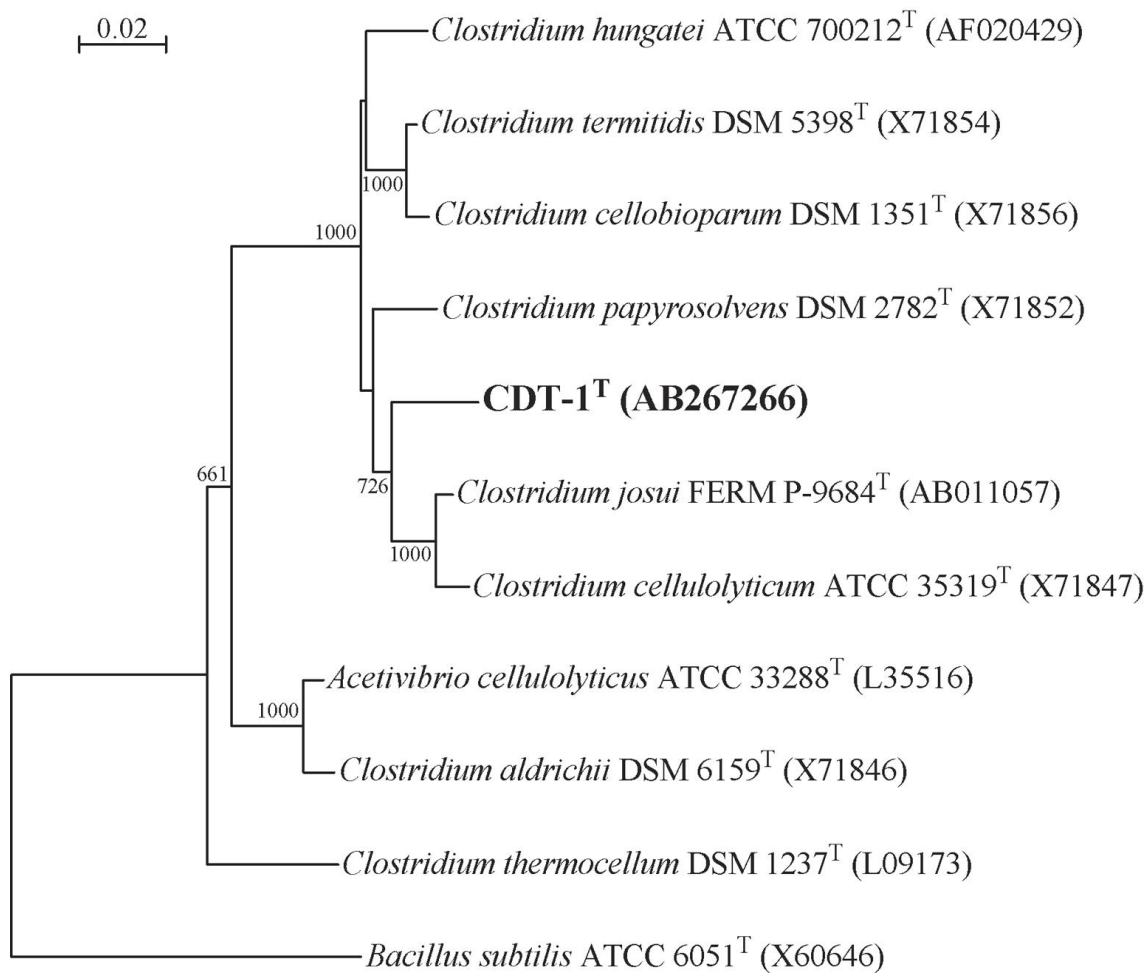 0.02
Clostridium hungatei ATCC 700212ᵀ (AF020429)
Clostridium termitidis DSM 5398ᵀ (X71854)
1000
Clostridium cellobioparum DSM 1351ᵀ (X71856)
1000
Clostridium papyrosolvens DSM 2782ᵀ (X71852)
CDT-1ᵀ (AB267266)
661
726
Clostridium josui FERM P-9684ᵀ (AB011057)
1000
Clostridium cellulolyticum ATCC 35319ᵀ (X71847)
Acetivibrio cellulolyticus ATCC 33288ᵀ (L35516)
1000
Clostridium aldrichii DSM 6159ᵀ (X71846)
Clostridium thermocellum DSM 1237ᵀ (L09173)
Bacillus subtilis ATCC 6051ᵀ (X60646)